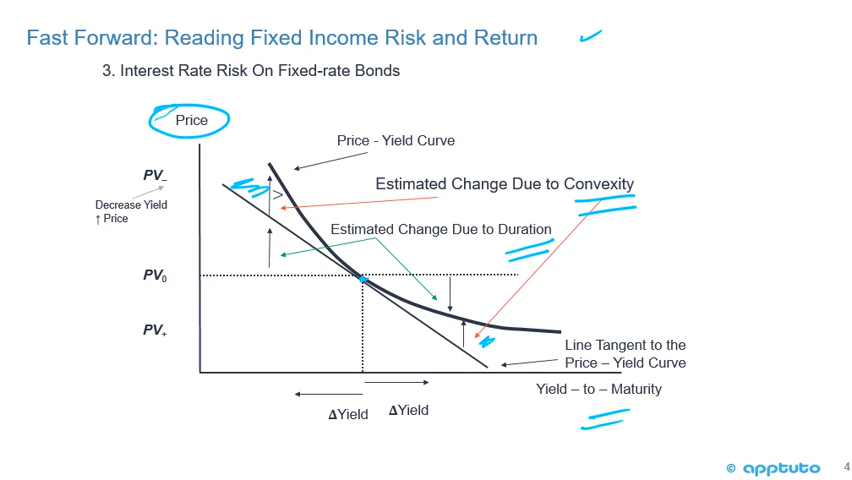 Fast Forward: Reading Fixed Income Risk and Return
3. Interest Rate Risk On Fixed-rate Bonds
Price
Price - Yield Curve
PV–
Estimated Change Due to Convexity
Decrease Yield
↑ Price
Estimated Change Due to Duration
PV0
PV+
Line Tangent to the
Price – Yield Curve
Yield – to – Maturity
ΔYield
ΔYield
© apptuto
4